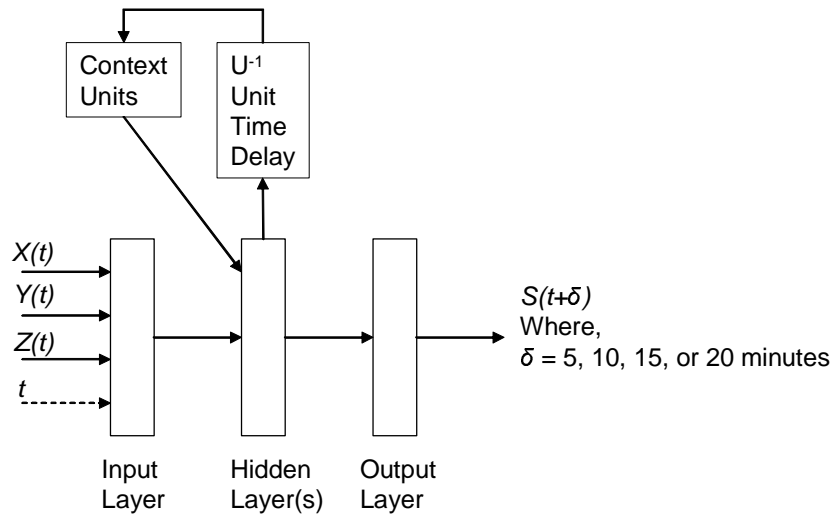 Context
Units
U⁻¹
Unit
Time
Delay
X(t)
Y(t)
Z(t)
t
S(t+δ)
Where,
δ = 5, 10, 15, or 20 minutes
Input
Layer
Hidden
Layer(s)
Output
Layer